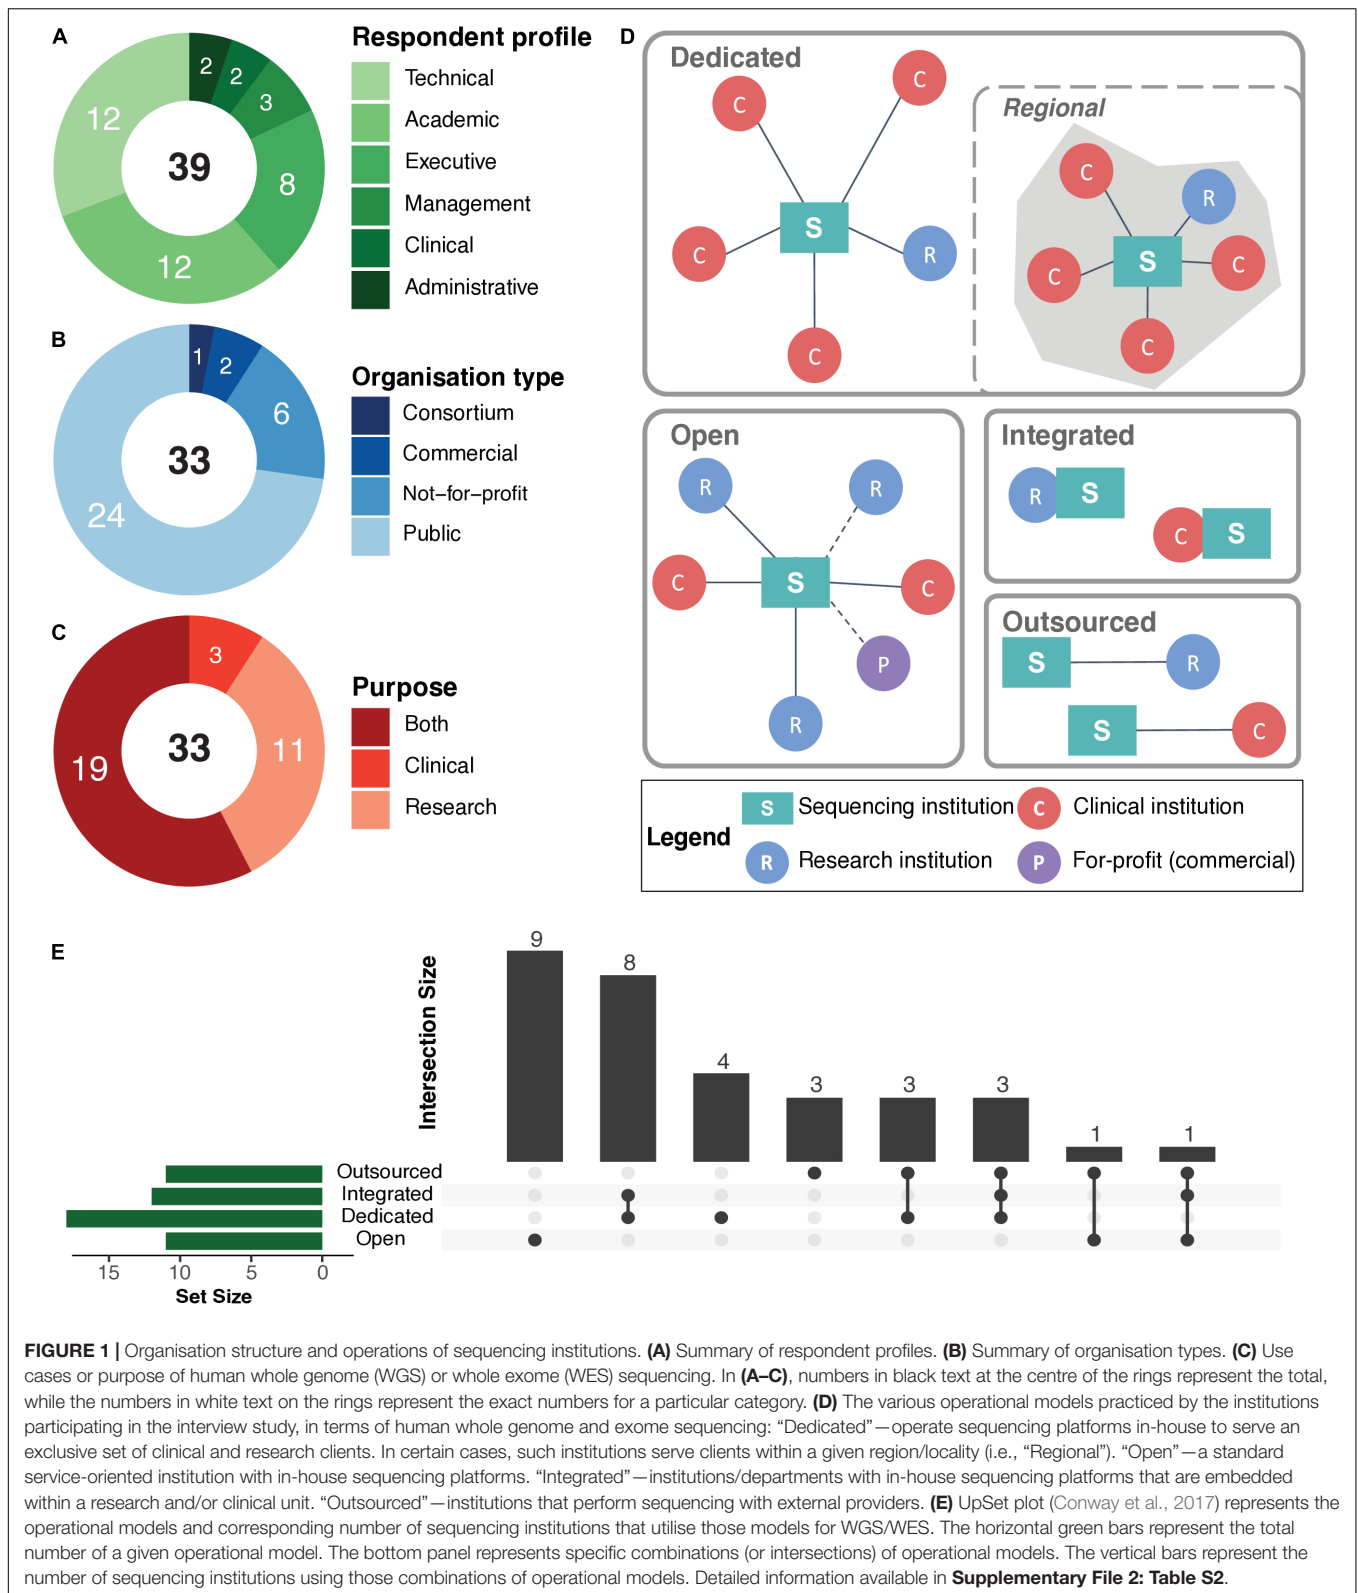 A
2
2
3
8
12
12
39
Respondent profile
Technical
Academic
Executive
Management
Clinical
Administrative
B
1
2
6
24
33
Organisation type
Consortium
Commercial
Not–for–profit
Public
C
3
11
19
33
Purpose
Both
Clinical
Research
D
Dedicated
C
C
C
S
R
C
Regional
C
R
C
S
C
C
Open
R
R
C
S
C
P
R
Integrated
R
S
C
S
Outsourced
S
R
S
C
Legend
S
Sequencing institution
C
Clinical institution
R
Research institution
P
For-profit (commercial)
E
Intersection Size
9
8
4
3
3
3
1
1
Outsourced
Integrated
Dedicated
Open
15
10
5
0
Set Size
FIGURE 1 | Organisation structure and operations of sequencing institutions. (A) Summary of respondent profiles. (B) Summary of organisation types. (C) Use
cases or purpose of human whole genome (WGS) or whole exome (WES) sequencing. In (A–C), numbers in black text at the centre of the rings represent the total,
while the numbers in white text on the rings represent the exact numbers for a particular category. (D) The various operational models practiced by the institutions
participating in the interview study, in terms of human whole genome and exome sequencing: “Dedicated”—operate sequencing platforms in-house to serve an
exclusive set of clinical and research clients. In certain cases, such institutions serve clients within a given region/locality (i.e., “Regional”). “Open”—a standard
service-oriented institution with in-house sequencing platforms. “Integrated”—institutions/departments with in-house sequencing platforms that are embedded
within a research and/or clinical unit. “Outsourced”—institutions that perform sequencing with external providers. (E) UpSet plot (Conway et al., 2017) represents the
operational models and corresponding number of sequencing institutions that utilise those models for WGS/WES. The horizontal green bars represent the total
number of a given operational model. The bottom panel represents specific combinations (or intersections) of operational models. The vertical bars represent the
number of sequencing institutions using those combinations of operational models. Detailed information available in Supplementary File 2: Table S2.